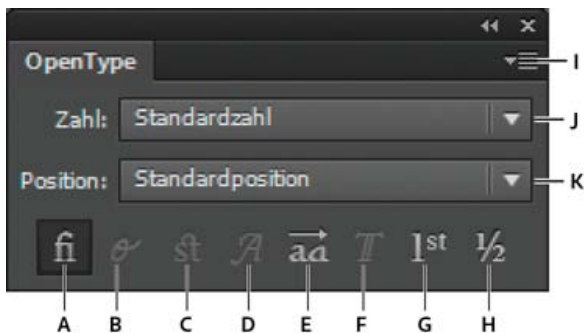 OpenType
I
Zahl: Standardzahl
J
Position: Standardposition
K
fi st A aa T 1st ½
A B C D E F G H